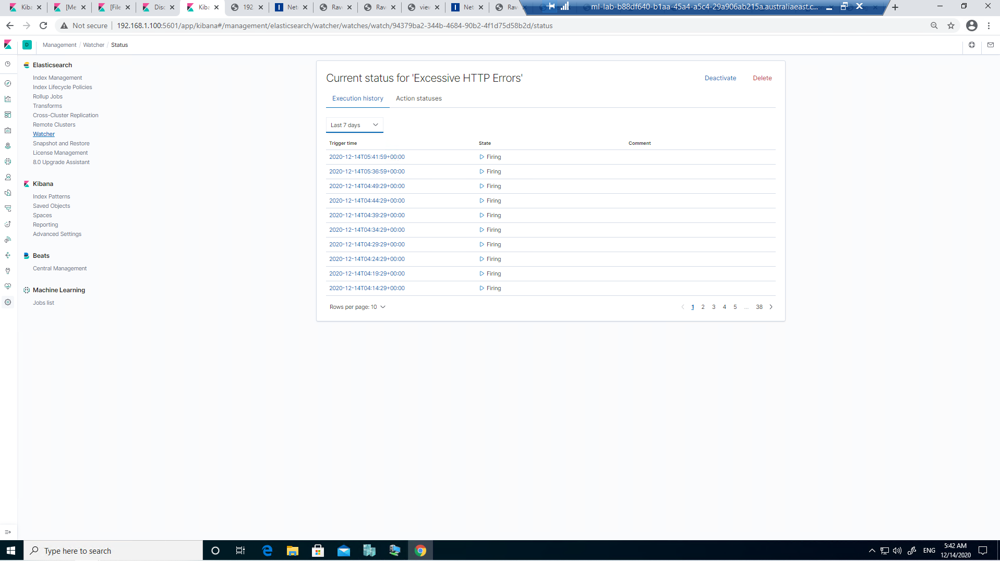 Kiba
[Me
[File
Disc
Kiba
192.
Net
Rav
Rav
view
Net
Rav
ml-lab-b88df640-b1aa-45a4-a5c4-29a906ab215a.australiaeast.c...
Not secure
192.168.1.100:5601/app/kibana#/management/elasticsearch/watcher/watches/watch/94379ba2-344b-4684-90b2-4f1d75d58b2d/status
D
Management / Watcher / Status
Elasticsearch
Index Management
Index Lifecycle Policies
Rollup Jobs
Transforms
Cross-Cluster Replication
Remote Clusters
Watcher
Snapshot and Restore
License Management
8.0 Upgrade Assistant
Kibana
Index Patterns
Saved Objects
Spaces
Reporting
Advanced Settings
Beats
Central Management
Machine Learning
Jobs list
Current status for 'Excessive HTTP Errors'
Deactivate
Delete
Execution history
Action statuses
Last 7 days
Trigger time State Comment
2020-12-14T05:41:59+00:00 Firing
2020-12-14T05:36:59+00:00 Firing
2020-12-14T04:49:29+00:00 Firing
2020-12-14T04:44:29+00:00 Firing
2020-12-14T04:39:29+00:00 Firing
2020-12-14T04:34:29+00:00 Firing
2020-12-14T04:29:29+00:00 Firing
2020-12-14T04:24:29+00:00 Firing
2020-12-14T04:19:29+00:00 Firing
2020-12-14T04:14:29+00:00 Firing
Rows per page: 10
1 2 3 4 5 ... 38
Type here to search
ENG
5:42 AM
12/14/2020